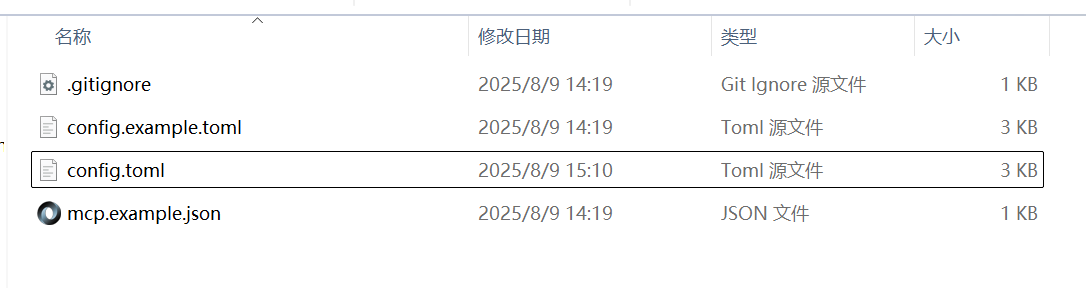 名称 修改日期 类型 大小
.gitignore 2025/8/9 14:19 Git Ignore 源文件 1 KB
config.example.toml 2025/8/9 14:19 Toml 源文件 3 KB
config.toml 2025/8/9 15:10 Toml 源文件 3 KB
mcp.example.json 2025/8/9 14:19 JSON 文件 1 KB